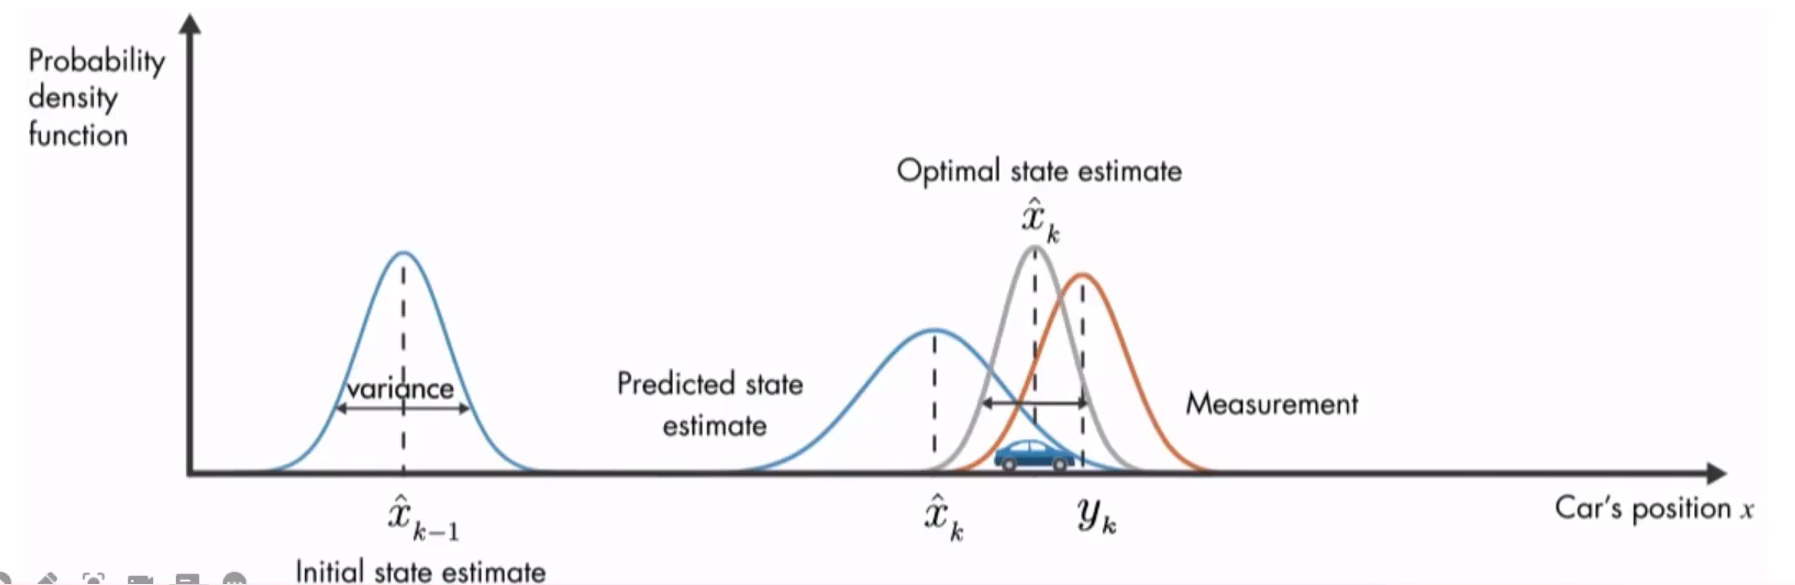 Probability
density
function
Optimal state estimate
x̂ₖ
variance
Predicted state
estimate
Measurement
x̂ₖ₋₁
x̂ₖ
yₖ
Car's position x
Initial state estimate